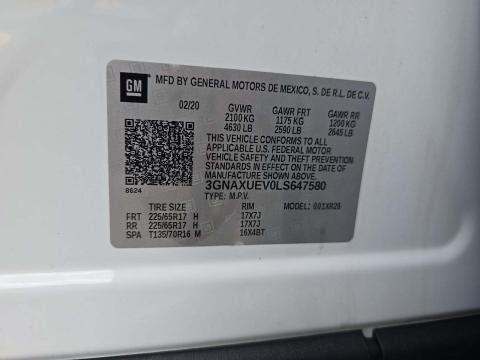 GM
MFD BY GENERAL MOTORS DE MEXICO, S. DE R.L. DE C.V.
02/20 GVWR GAWR FRT GAWR RR
2100 KG 1175 KG 1200 KG
4630 LB 2590 LB 2645 LB
THIS VEHICLE CONFORMS TO ALL
APPLICABLE U.S. FEDERAL MOTOR
VEHICLE SAFETY AND THEFT
PREVENTION STANDARDS IN EFFECT
ON THE DATE OF MANUFACTURE
SHOWN ABOVE.
3GNAXUEV0LS647580
8624 TYPE: M.P.V. MODEL:
TIRE SIZE RIM
FRT 225/65R17 H 17X7J
RR 225/65R17 H 17X7J
SPA T135/70R16 M 16X4BT